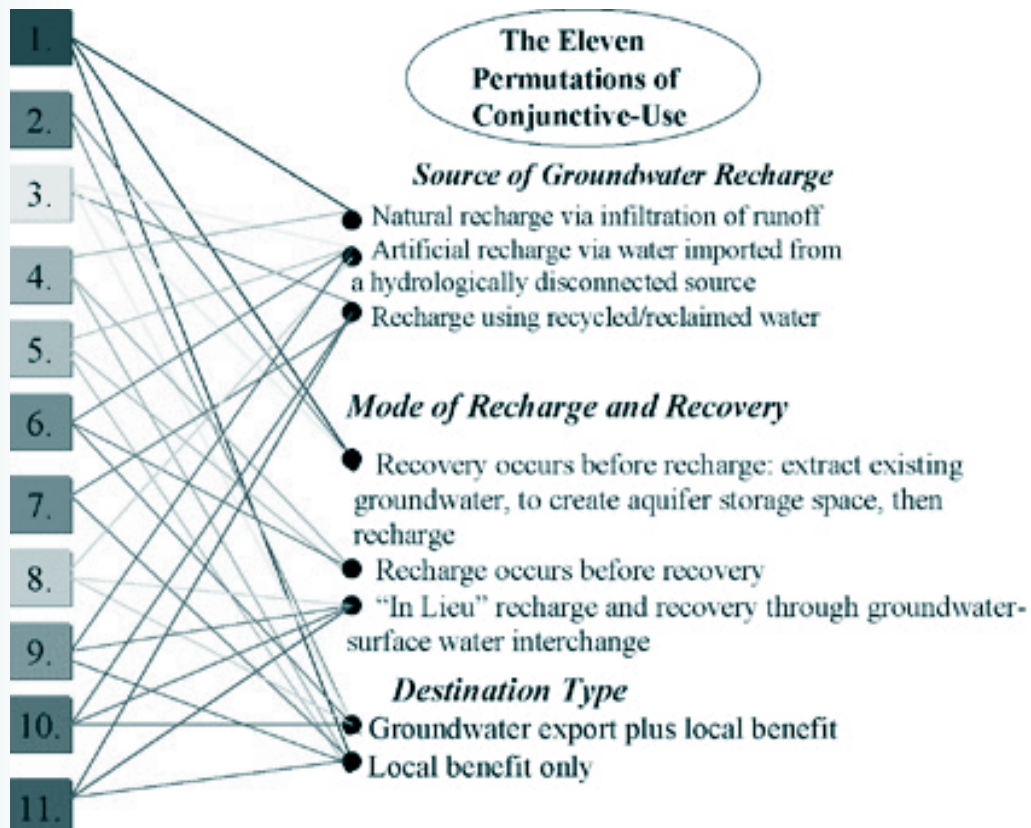 The Eleven
Permutations of
Conjunctive-Use
1.
2.
3.
4.
5.
6.
7.
8.
9.
10.
11.
Source of Groundwater Recharge
Natural recharge via infiltration of runoff
Artificial recharge via water imported from
a hydrologically disconnected source
Recharge using recycled/reclaimed water
Mode of Recharge and Recovery
Recovery occurs before recharge: extract existing
groundwater, to create aquifer storage space, then
recharge
Recharge occurs before recovery
“In Lieu” recharge and recovery through groundwater-
surface water interchange
Destination Type
Groundwater export plus local benefit
Local benefit only